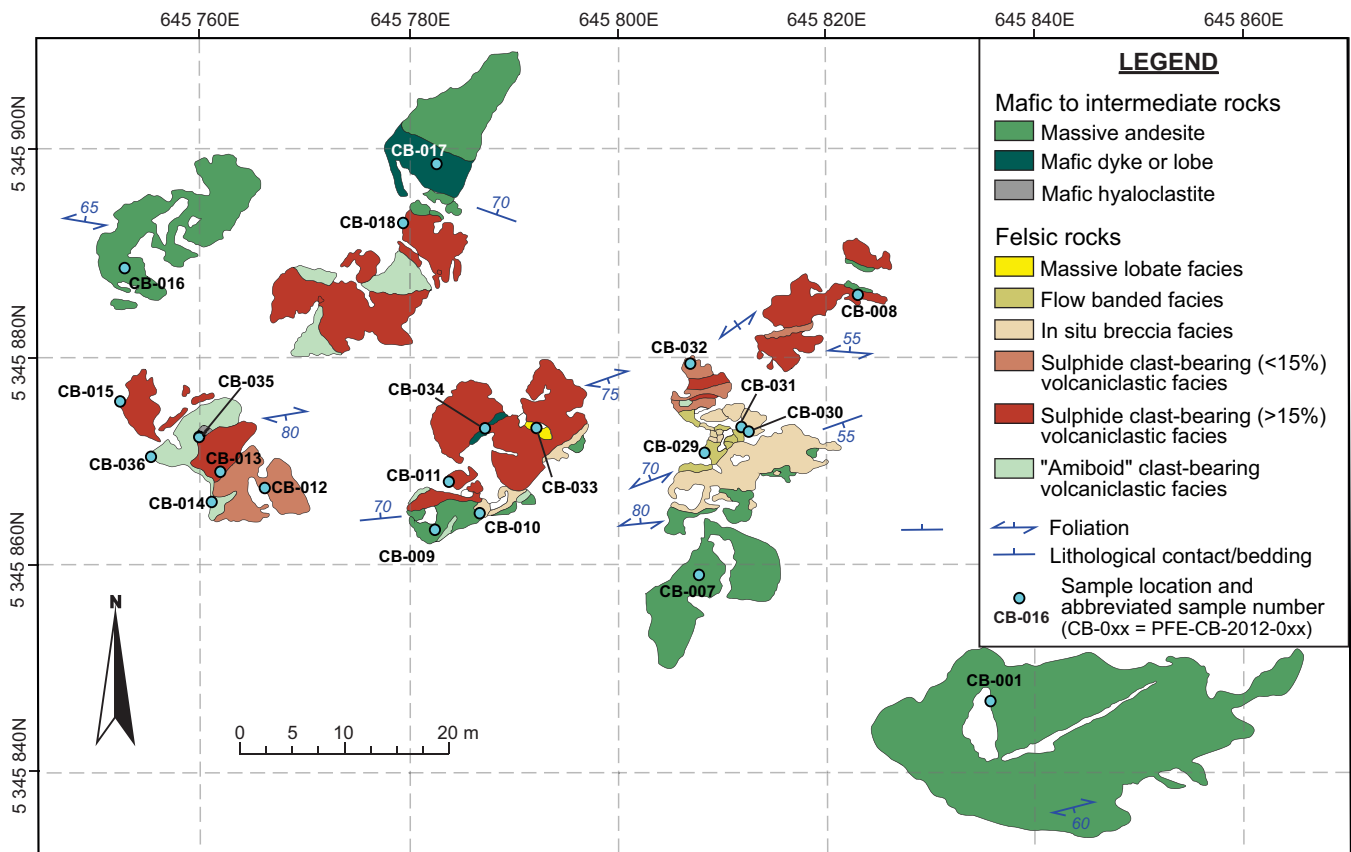 645 760E
645 780E
645 800E
645 820E
645 840E
645 860E
5 345 900N
5 345 880N
5 345 860N
5 345 840N
LEGEND
Mafic to intermediate rocks
Massive andesite
Mafic dyke or lobe
Mafic hyaloclastite
Felsic rocks
Massive lobate facies
Flow banded facies
In situ breccia facies
Sulphide clast-bearing (<15%)
volcaniclastic facies
Sulphide clast-bearing (>15%)
volcaniclastic facies
"Amiboid" clast-bearing
volcaniclastic facies
Foliation
Lithological contact/bedding
Sample location and
abbreviated sample number
(CB-0xx = PFE-CB-2012-0xx)
CB-016
CB-017
65
70
CB-018
CB-016
CB-008
55
CB-032
CB-015
CB-035
CB-034
75
CB-031
CB-030
80
55
CB-036
CB-013
CB-029
CB-011
CB-033
70
CB-012
CB-014
70
CB-010
80
CB-009
CB-007
N
0
5
10
20 m
CB-001
60